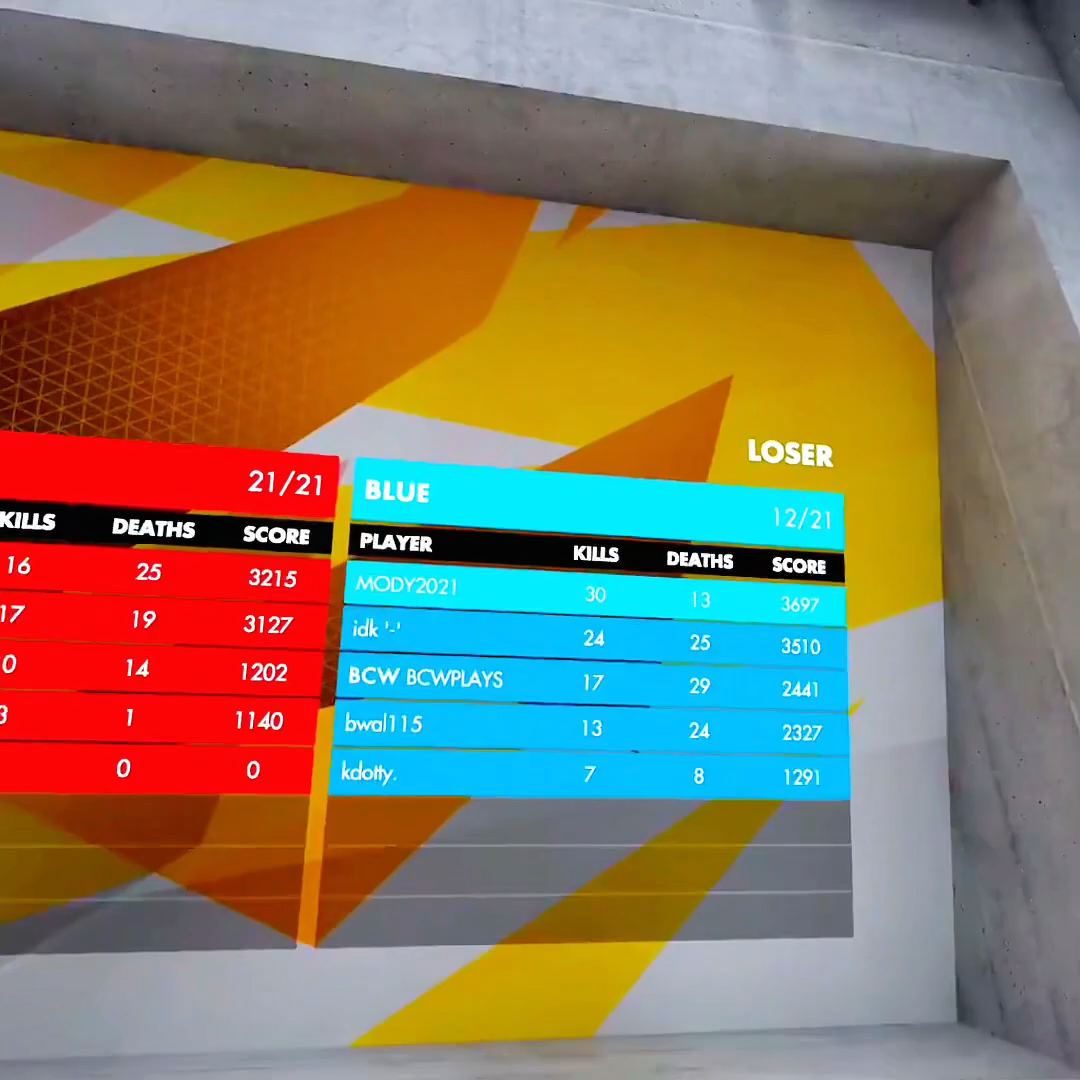 LOSER
21/21
BLUE
12/21
KILLS DEATHS SCORE
PLAYER KILLS DEATHS SCORE
16 25 3215
MODY2021 30 13 3697
17 19 3127
idk '-' 24 25 3510
0 14 1202
BCW BCWPLAYS 17 29 2441
3 1 1140
bwal115 13 24 2327
0 0
kdotty. 7 8 1291